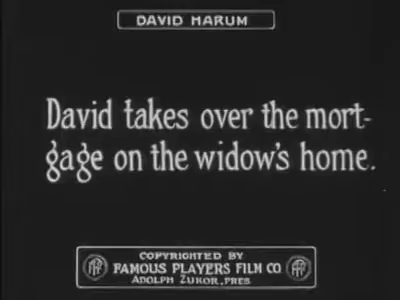 DAVID HARUM
David takes over the mort-
gage on the widow's home.
COPYRIGHTED BY
FAMOUS PLAYERS FILM CO.
ADOLPH ZUKOR, PRES.